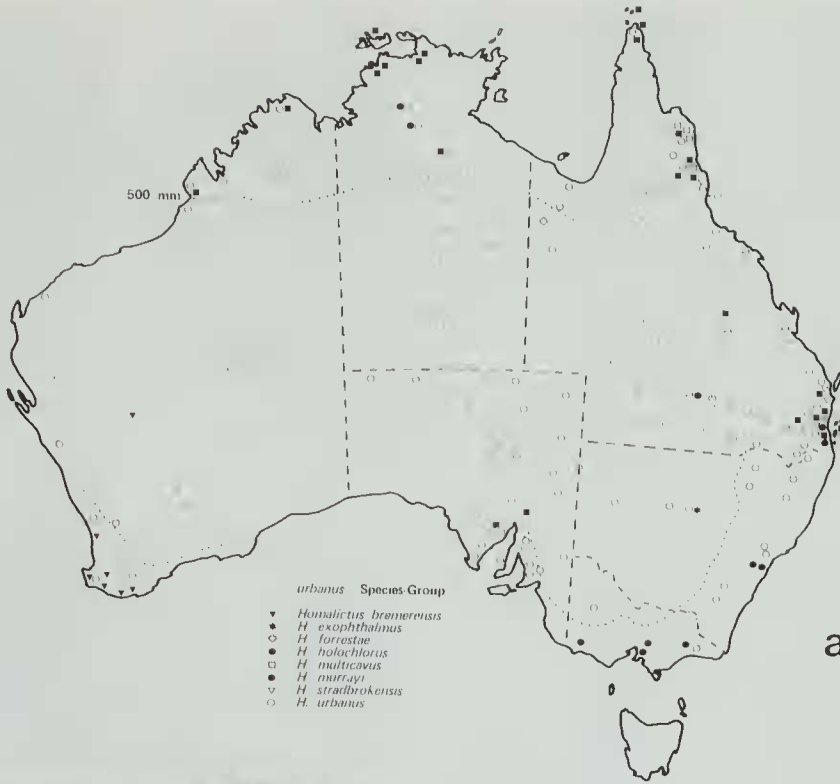 500 mm
urbanus Species-Group
Homalictus bremerensis
H exophthalmus
H forrestae
H holochlorus
H multicavus
H murrayi
H stradbrokensis
H. urbanus
a